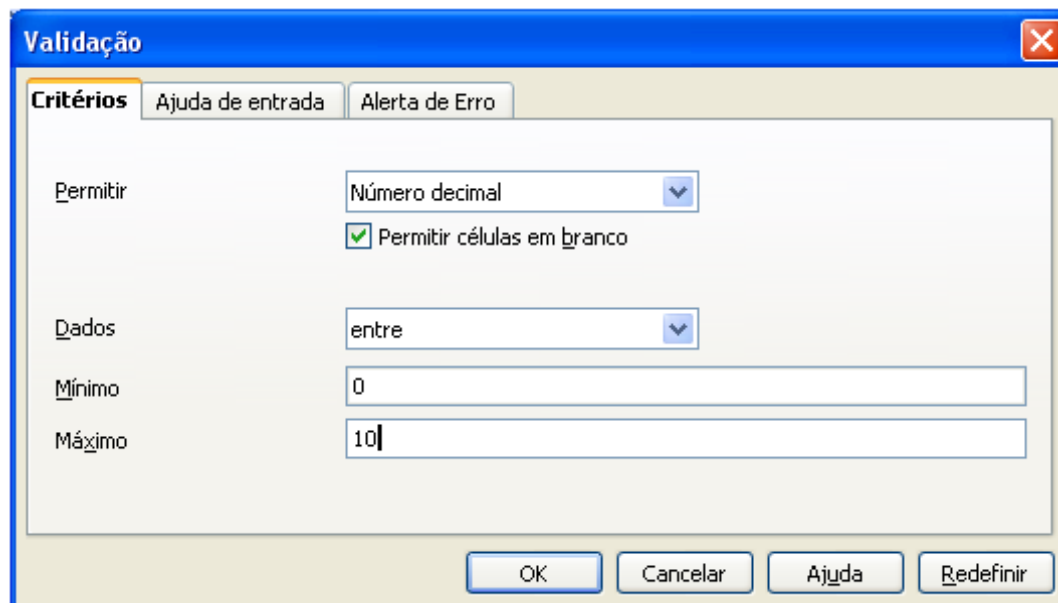 Validação
Critérios Ajuda de entrada Alerta de Erro
Permitir Número decimal
Permitir células em branco
Dados entre
Mínimo 0
Máximo 10
OK Cancelar Ajuda Redefinir